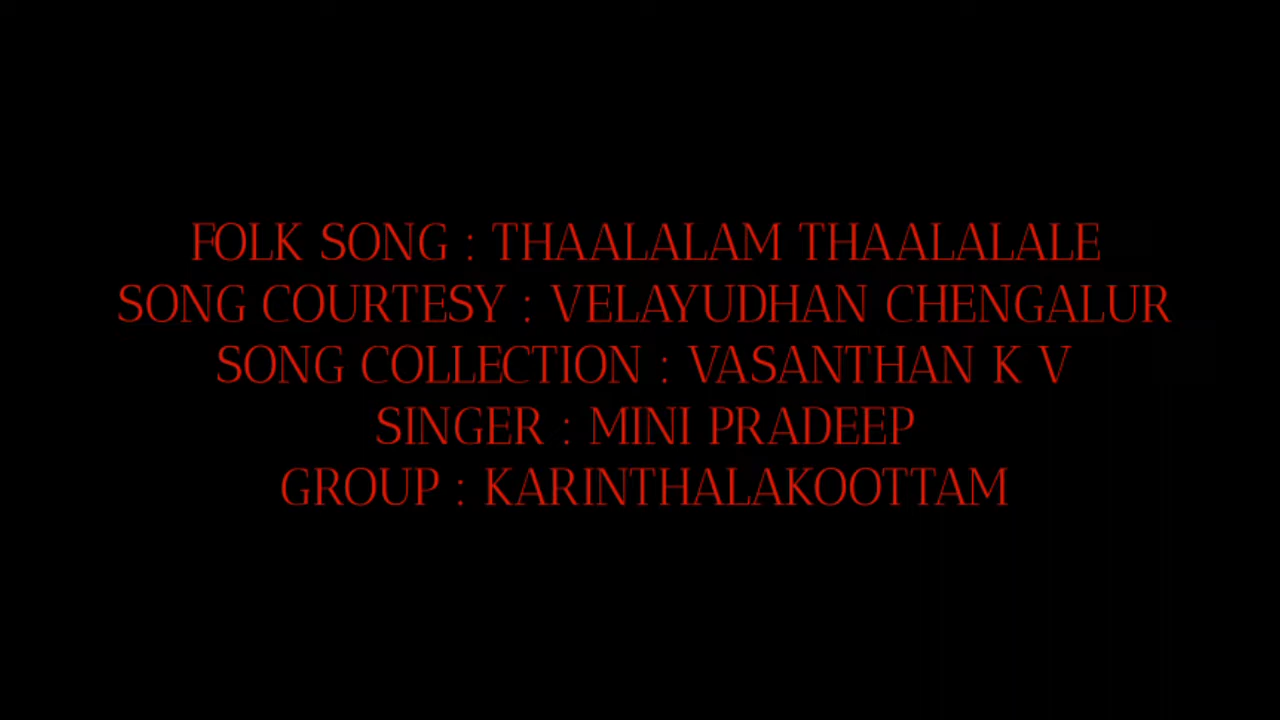 FOLK SONG : THAALALAM THAALALALE
SONG COURTESY : VELAYUDHAN CHENGALUR
SONG COLLECTION : VASANTHAN K V
SINGER : MINI PRADEEP
GROUP : KARINTHALAKOOTTAM